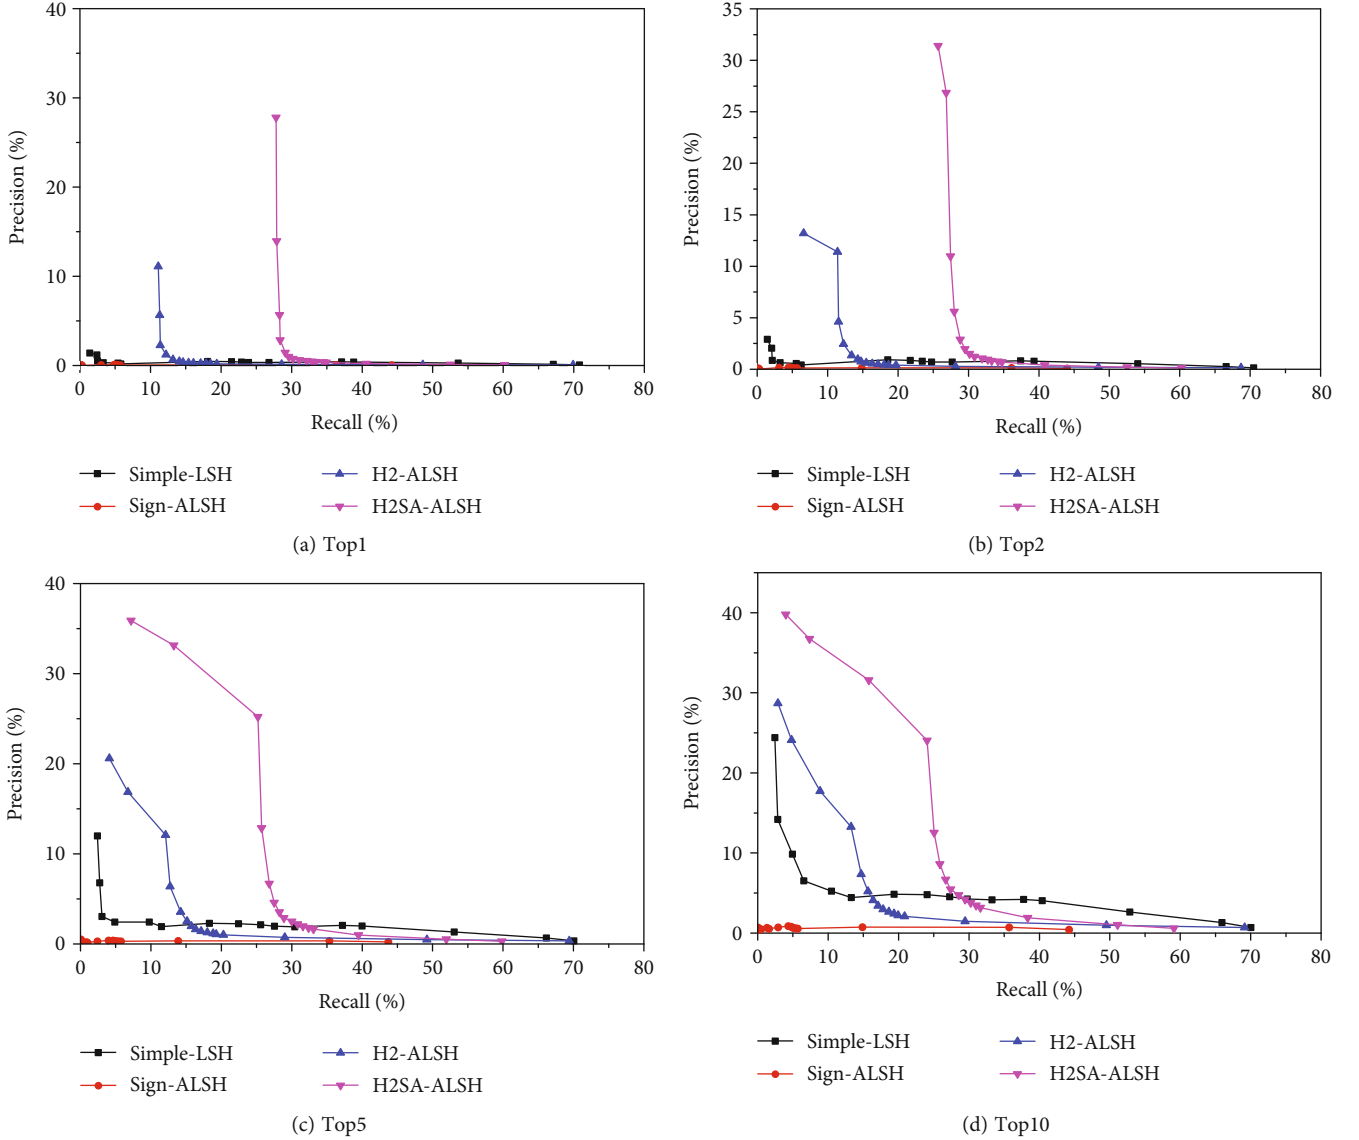 40
30
20
10
0
Precision (%)
0 10 20 30 40 50 60 70 80
Recall (%)
Simple-LSH
Sign-ALSH
H2-ALSH
H2SA-ALSH
(a) Top1
35
30
25
20
15
10
5
0
Precision (%)
0 10 20 30 40 50 60 70 80
Recall (%)
Simple-LSH
Sign-ALSH
H2-ALSH
H2SA-ALSH
(b) Top2
40
30
20
10
0
Precision (%)
0 10 20 30 40 50 60 70 80
Recall (%)
Simple-LSH
Sign-ALSH
H2-ALSH
H2SA-ALSH
(c) Top5
40
30
20
10
0
Precision (%)
0 10 20 30 40 50 60 70 80
Recall (%)
Simple-LSH
Sign-ALSH
H2-ALSH
H2SA-ALSH
(d) Top10